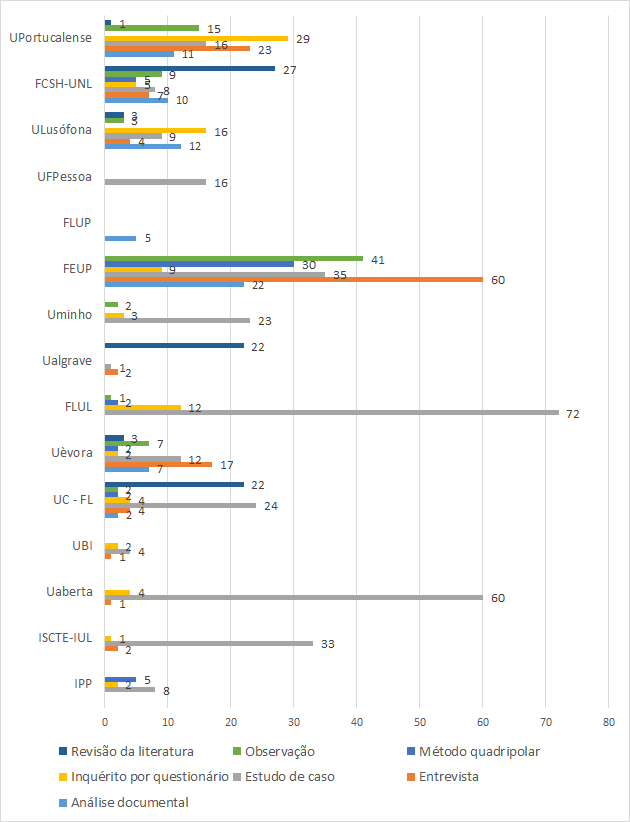 1
15
UPortucalense 29
16
23
11
27
9
5
FCSH-UNL 5
8
7
10
3
3
ULusófona 16
9
4
12
UFPessoa 16
FLUP
5
41
30
FEUP 9
35
60
22
2
Uminho 3
23
22
Ualgrave 1
2
1
2
FLUL 12
72
3
7
2
Uèvora 2
12
17
7
22
2
2
UC - FL 4
24
4
2
UBI 2
4
1
Uaberta 4
60
1
ISCTE-IUL 1
33
2
5
IPP 2
8
0 10 20 30 40 50 60 70 80
Revisão da literatura Observação Método quadripolar
Inquérito por questionário Estudo de caso Entrevista
Análise documental